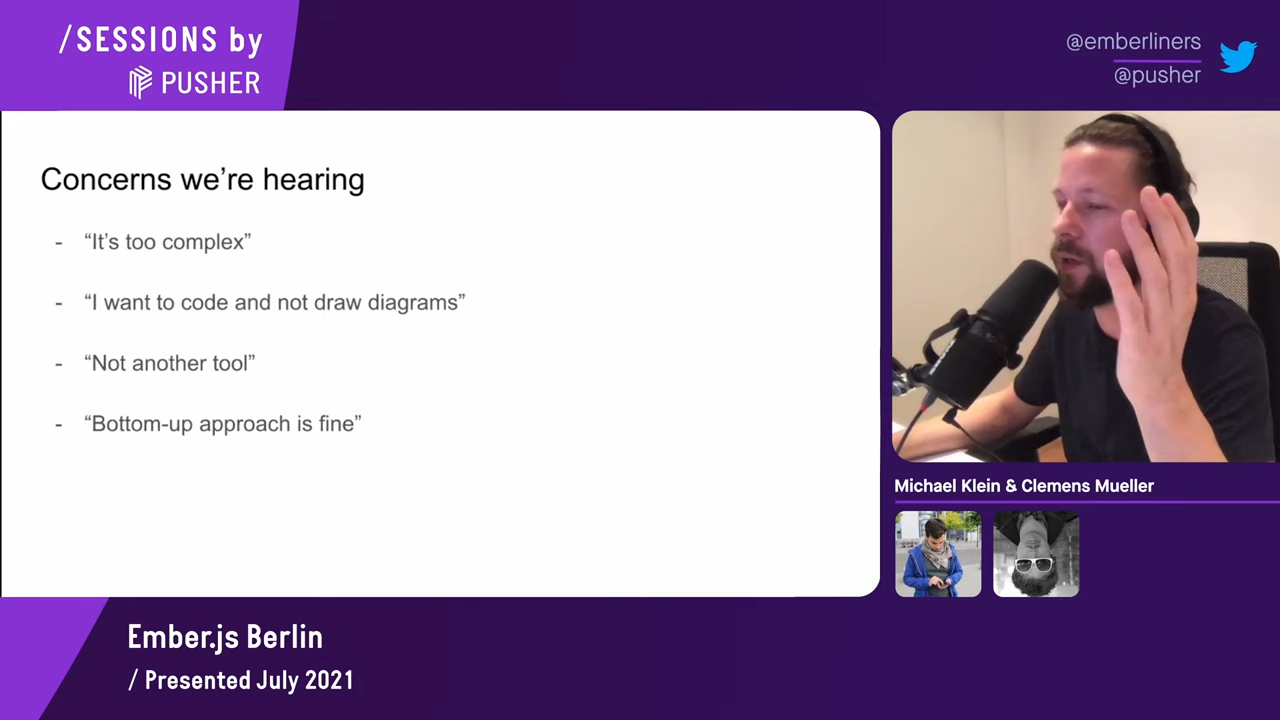 /SESSIONS by
PUSHER
@emberliners
@pusher
Concerns we’re hearing
- “It’s too complex”
- “I want to code and not draw diagrams”
- “Not another tool”
- “Bottom-up approach is fine”
Michael Klein & Clemens Mueller
Ember.js Berlin
/ Presented July 2021